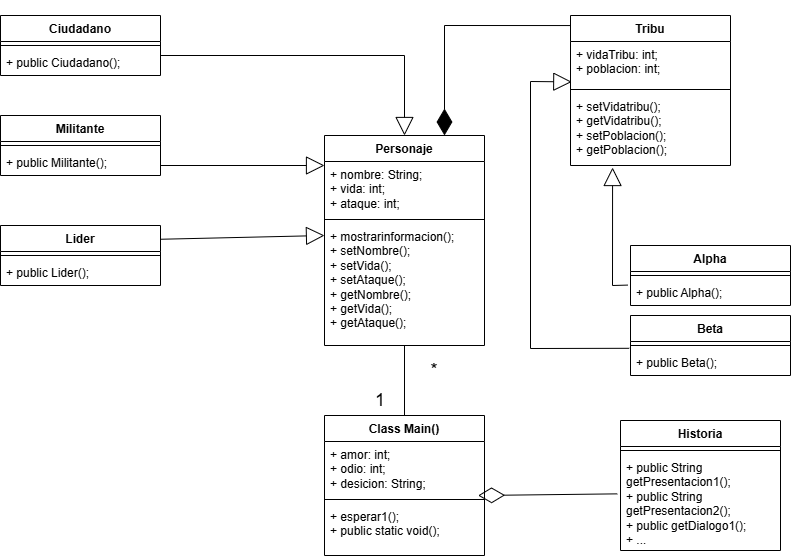 Ciudadano
+ public Ciudadano();
Militante
+ public Militante();
Lider
+ public Lider();
Personaje
+ nombre: String;
+ vida: int;
+ ataque: int;
+ mostrarinformacion();
+ setNombre();
+ setVida();
+ setAtaque();
+ getNombre();
+ getVida();
+ getAtaque();
Tribu
+ vidaTribu: int;
+ poblacion: int;
+ setVidatribu();
+ getVidatribu();
+ setPoblacion();
+ getPoblacion();
Alpha
+ public Alpha();
Beta
+ public Beta();
*
1
Class Main()
+ amor: int;
+ odio: int;
+ desicion: String;
+ esperar1();
+ public static void();
Historia
+ public String
getPresentacion1();
+ public String
getPresentacion2();
+ public getDialogo1();
+ ...